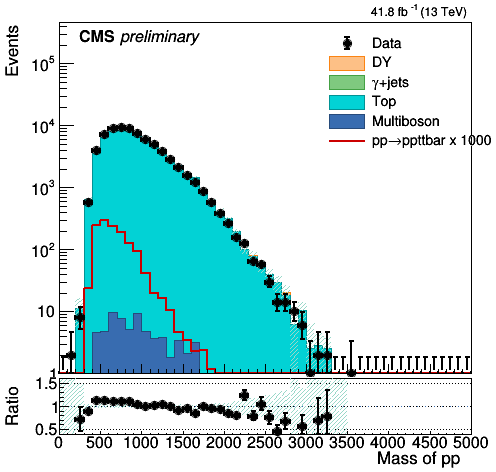 41.8 fb⁻¹ (13 TeV)
CMS preliminary
Events
Data
DY
γ+jets
Top
Multiboson
pp→ppttbar x 1000
10⁵
10⁴
10³
10²
10
1
Ratio
1.5
1
0.5
0 500 1000 1500 2000 2500 3000 3500 4000 4500 5000
Mass of pp